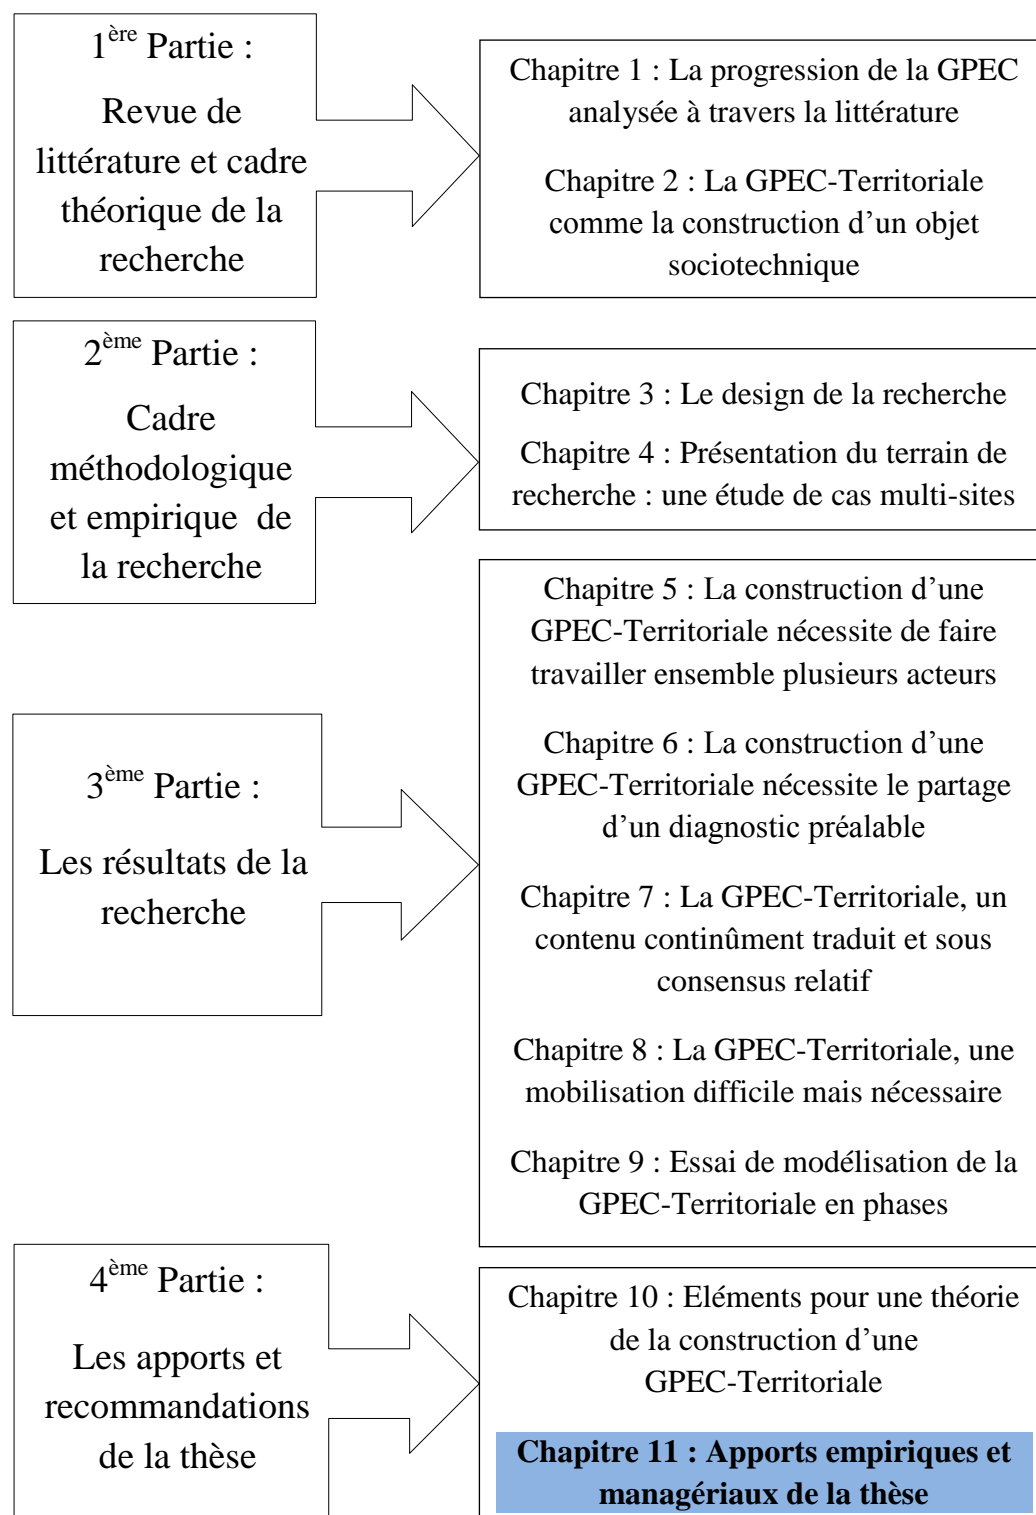 1ère Partie :
Revue de
littérature et cadre
théorique de la
recherche
Chapitre 1 : La progression de la GPEC
analysée à travers la littérature
Chapitre 2 : La GPEC-Territoriale
comme la construction d’un objet
sociotechnique
2ème Partie :
Cadre
méthodologique
et empirique de
la recherche
Chapitre 3 : Le design de la recherche
Chapitre 4 : Présentation du terrain de
recherche : une étude de cas multi-sites
3ème Partie :
Les résultats de la
recherche
Chapitre 5 : La construction d’une
GPEC-Territoriale nécessite de faire
travailler ensemble plusieurs acteurs
Chapitre 6 : La construction d’une
GPEC-Territoriale nécessite le partage
d’un diagnostic préalable
Chapitre 7 : La GPEC-Territoriale, un
contenu continûment traduit et sous
consensus relatif
Chapitre 8 : La GPEC-Territoriale, une
mobilisation difficile mais nécessaire
Chapitre 9 : Essai de modélisation de la
GPEC-Territoriale en phases
4ème Partie :
Les apports et
recommandations
de la thèse
Chapitre 10 : Eléments pour une théorie
de la construction d’une
GPEC-Territoriale
Chapitre 11 : Apports empiriques et
managériaux de la thèse